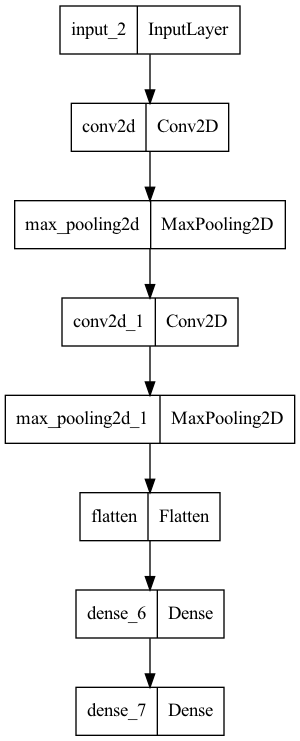 input_2 InputLayer
conv2d Conv2D
max_pooling2d MaxPooling2D
conv2d_1 Conv2D
max_pooling2d_1 MaxPooling2D
flatten Flatten
dense_6 Dense
dense_7 Dense